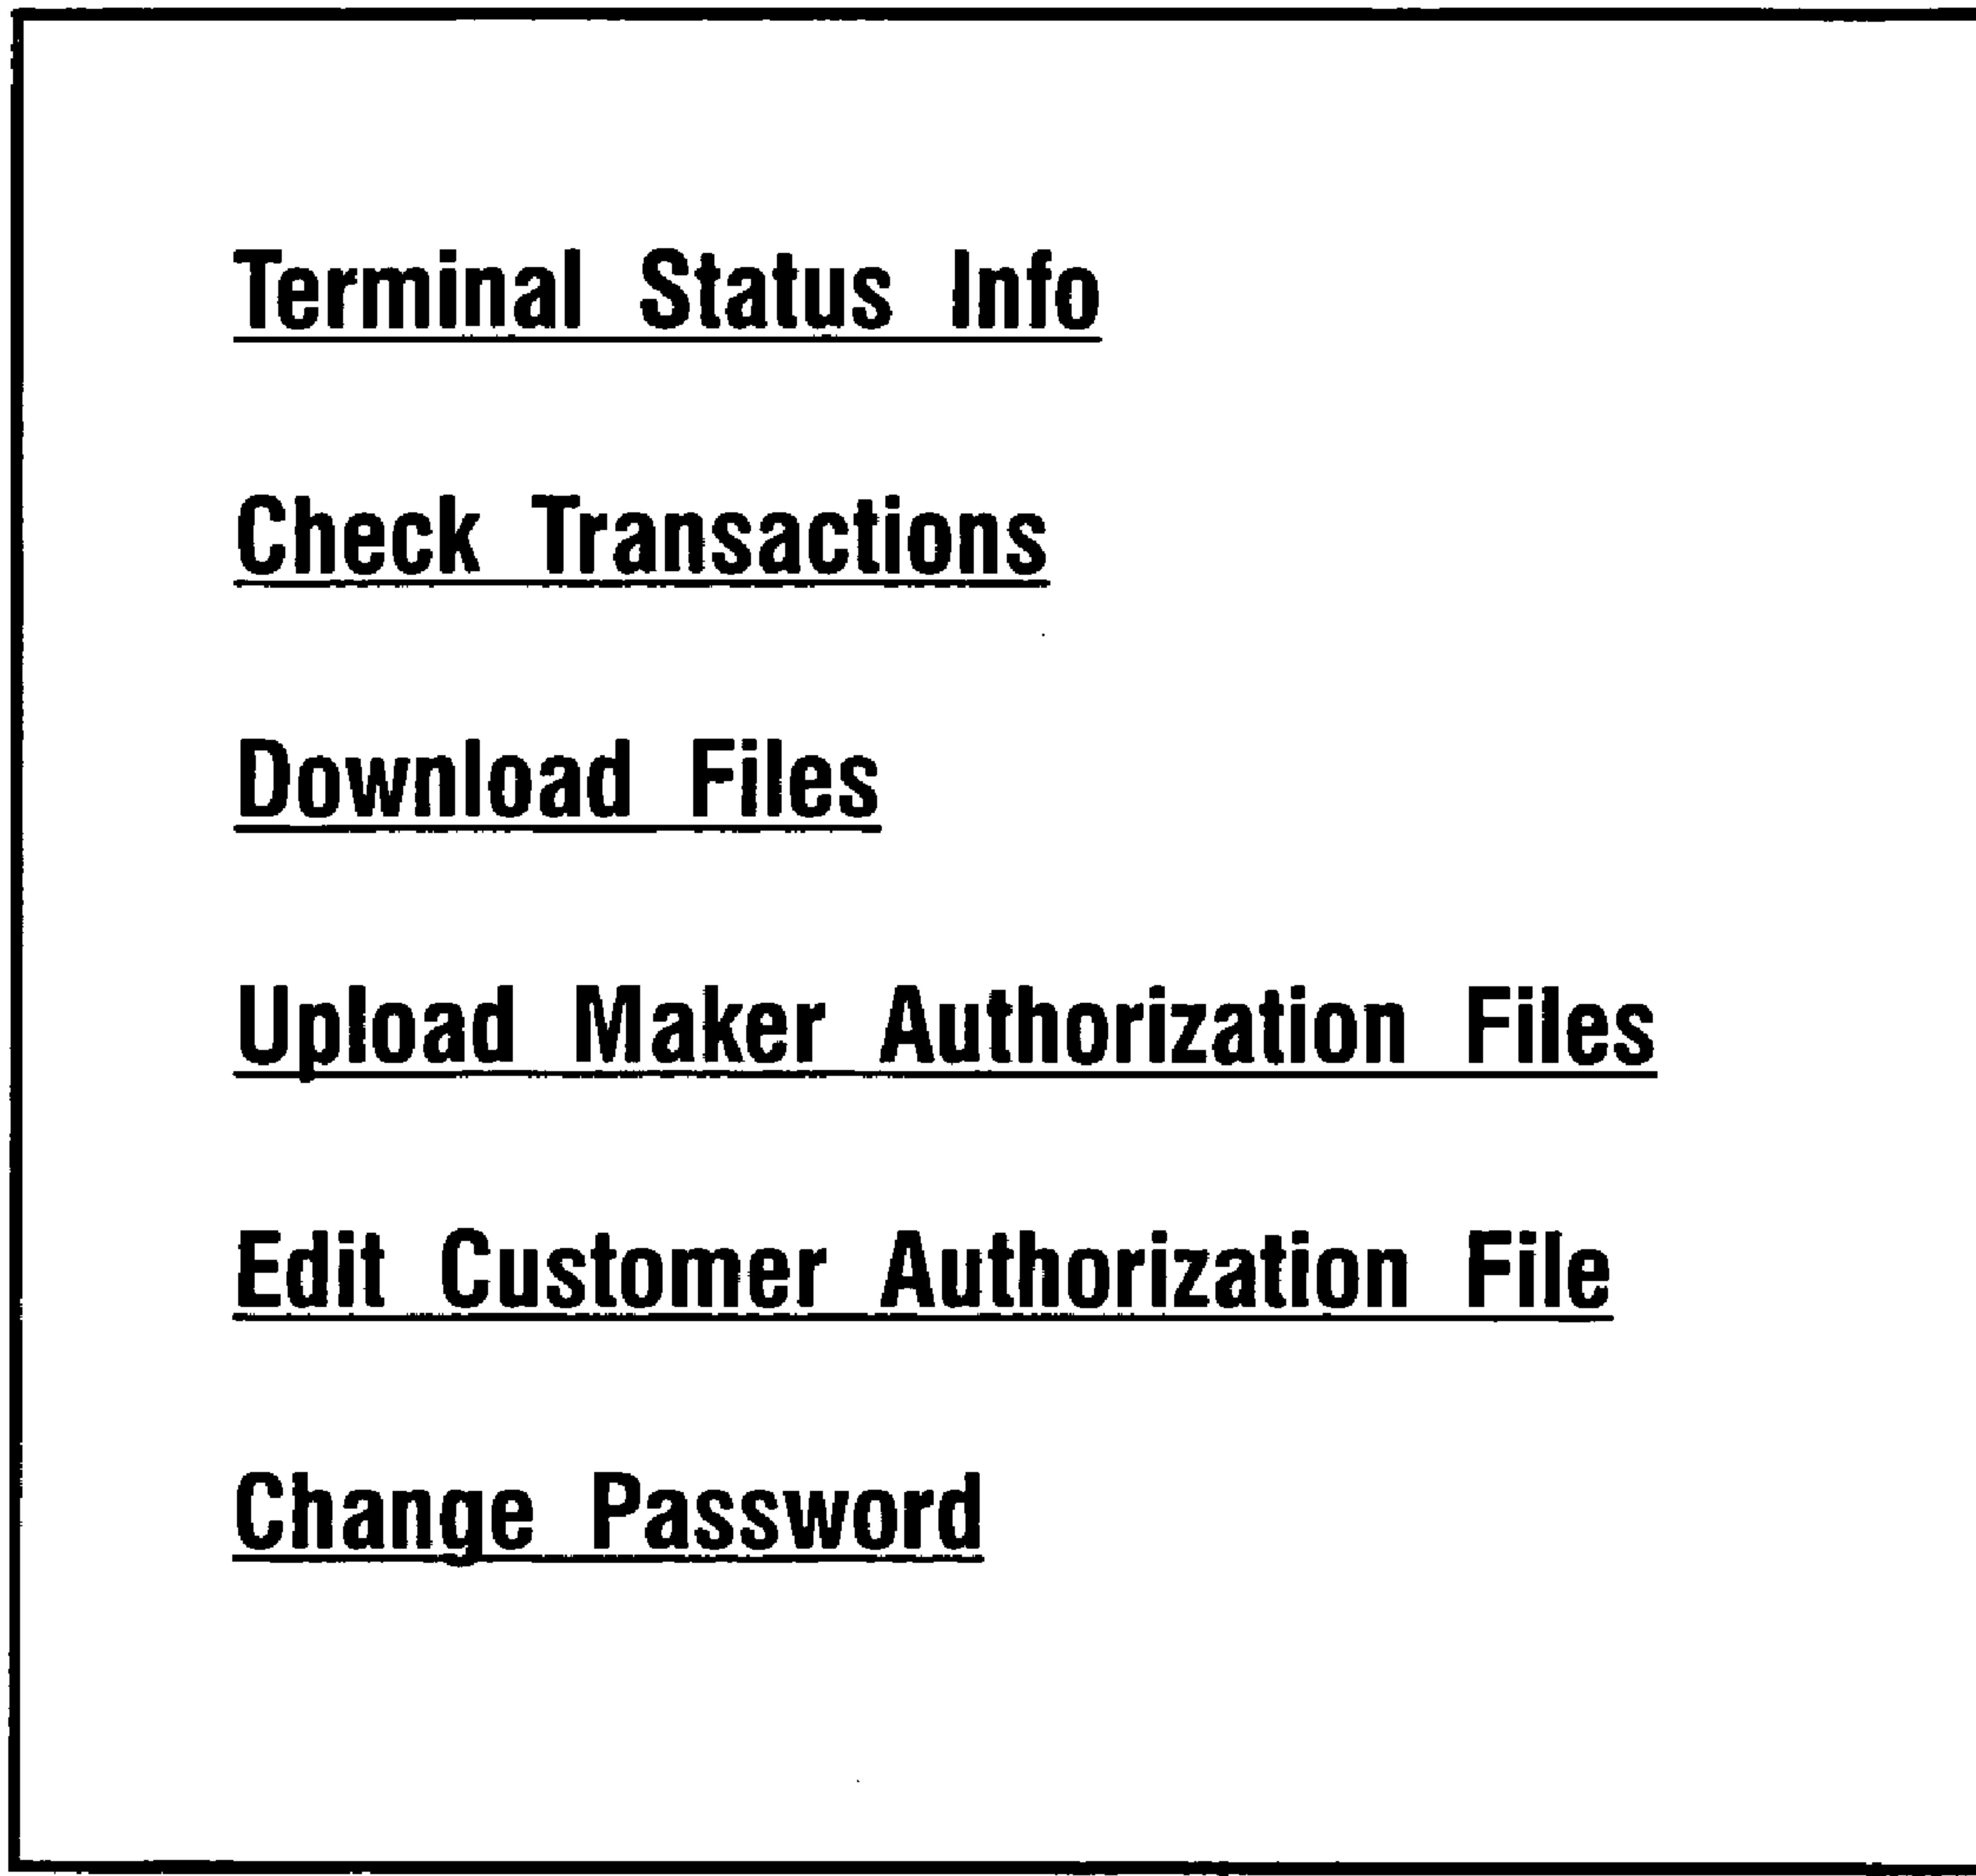 Terminal Status Info
Check Transactions
Download Files
Upload Maker Authorization Files
Edit Customer Authorization File
Change Password